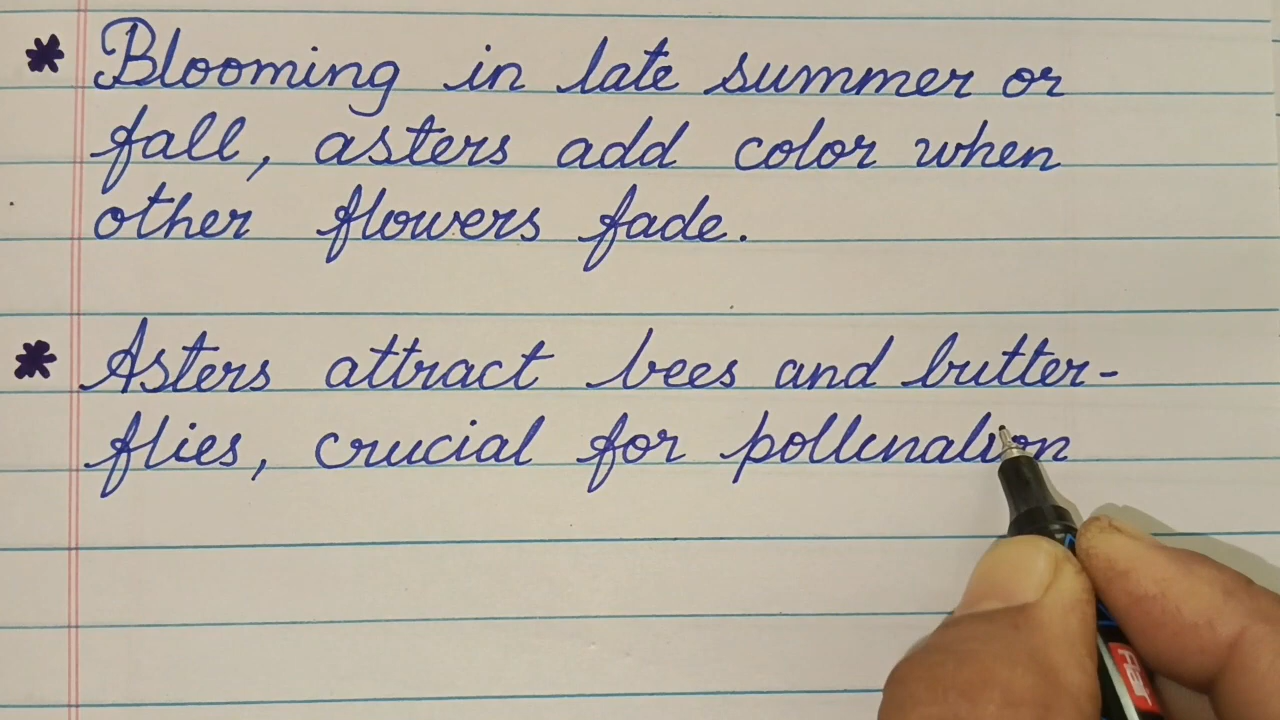 * Blooming in late summer or
fall, asters add color when
other flowers fade.
* Asters attract bees and butter-
flies, crucial for pollination
Flair